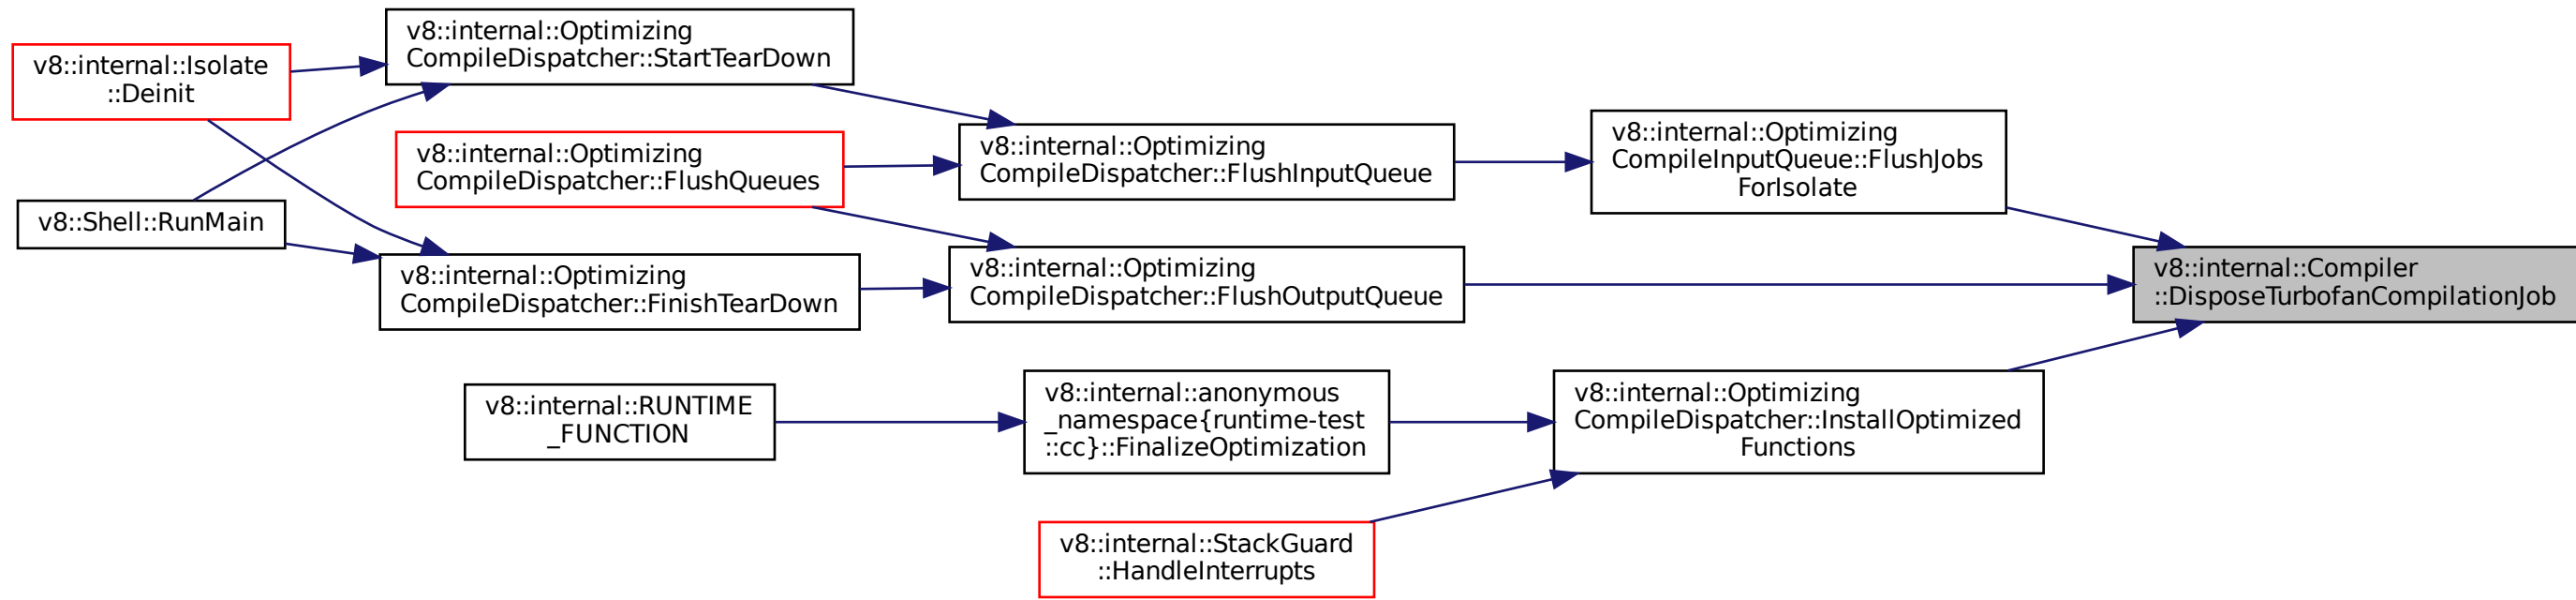 v8::internal::Isolate
::Deinit
v8::Shell::RunMain
v8::internal::Optimizing
CompileDispatcher::StartTearDown
v8::internal::Optimizing
CompileDispatcher::FlushQueues
v8::internal::Optimizing
CompileDispatcher::FinishTearDown
v8::internal::RUNTIME
_FUNCTION
v8::internal::Optimizing
CompileDispatcher::FlushInputQueue
v8::internal::Optimizing
CompileDispatcher::FlushOutputQueue
v8::internal::anonymous
_namespace{runtime-test
::cc}::FinalizeOptimization
v8::internal::StackGuard
::HandleInterrupts
v8::internal::Optimizing
CompileInputQueue::FlushJobs
ForIsolate
v8::internal::Optimizing
CompileDispatcher::InstallOptimized
Functions
v8::internal::Compiler
::DisposeTurbofanCompilationJob